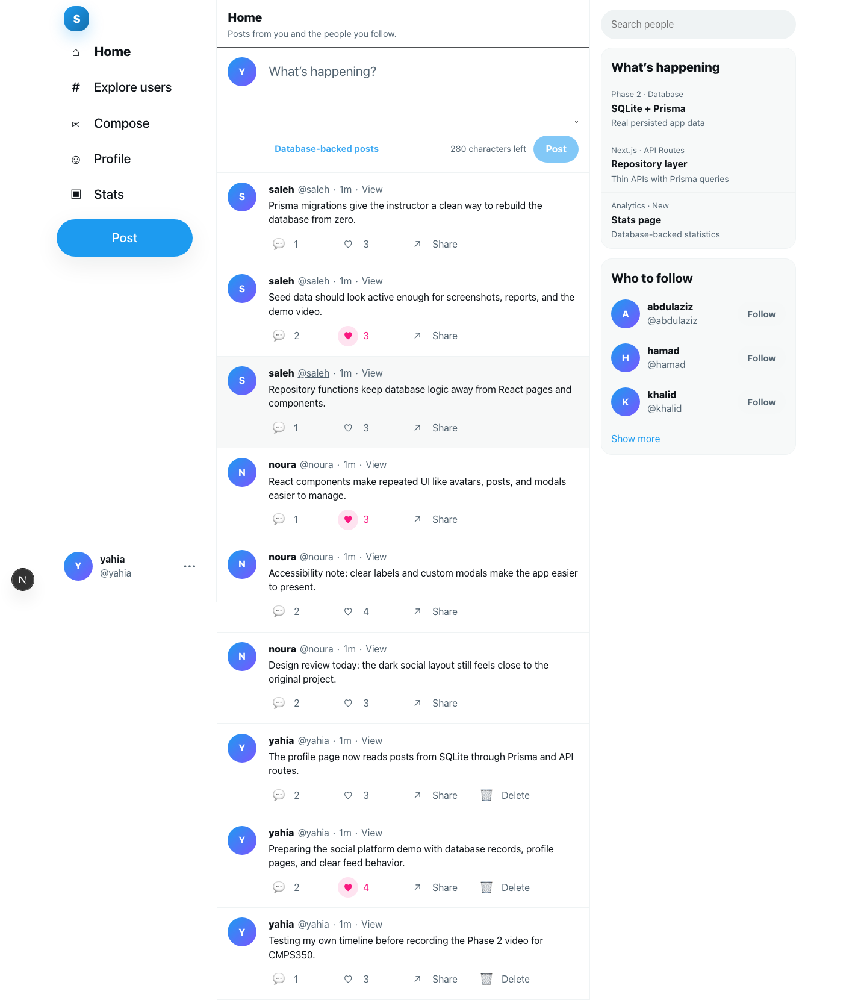 S
Home
Explore users
Compose
Profile
Stats
Post
Y
yahia
@yahia
N
Home
Posts from you and the people you follow.
Y
What's happening?
Database-backed posts
280 characters left
Post
S
saleh @saleh · 1m · View
Prisma migrations give the instructor a clean way to rebuild the
database from zero.
1 3 Share
S
saleh @saleh · 1m · View
Seed data should look active enough for screenshots, reports, and the
demo video.
2 3 Share
S
saleh @saleh · 1m · View
Repository functions keep database logic away from React pages and
components.
1 3 Share
N
noura @noura · 1m · View
React components make repeated UI like avatars, posts, and modals
easier to manage.
1 3 Share
N
noura @noura · 1m · View
Accessibility note: clear labels and custom modals make the app easier
to present.
2 4 Share
N
noura @noura · 1m · View
Design review today: the dark social layout still feels close to the
original project.
2 3 Share
Y
yahia @yahia · 1m · View
The profile page now reads posts from SQLite through Prisma and API
routes.
2 3 Share Delete
Y
yahia @yahia · 1m · View
Preparing the social platform demo with database records, profile
pages, and clear feed behavior.
2 4 Share Delete
Y
yahia @yahia · 1m · View
Testing my own timeline before recording the Phase 2 video for
CMPS350.
1 3 Share Delete
Search people
What's happening
Phase 2 · Database
SQLite + Prisma
Real persisted app data
Next.js · API Routes
Repository layer
Thin APIs with Prisma queries
Analytics · New
Stats page
Database-backed statistics
Who to follow
A
abdulaziz
@abdulaziz
Follow
H
hamad
@hamad
Follow
K
khalid
@khalid
Follow
Show more